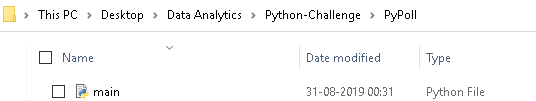 This PC > Desktop > Data Analytics > Python-Challenge > PyPoll
Name Date modified Type
main 31-08-2019 00:31 Python File